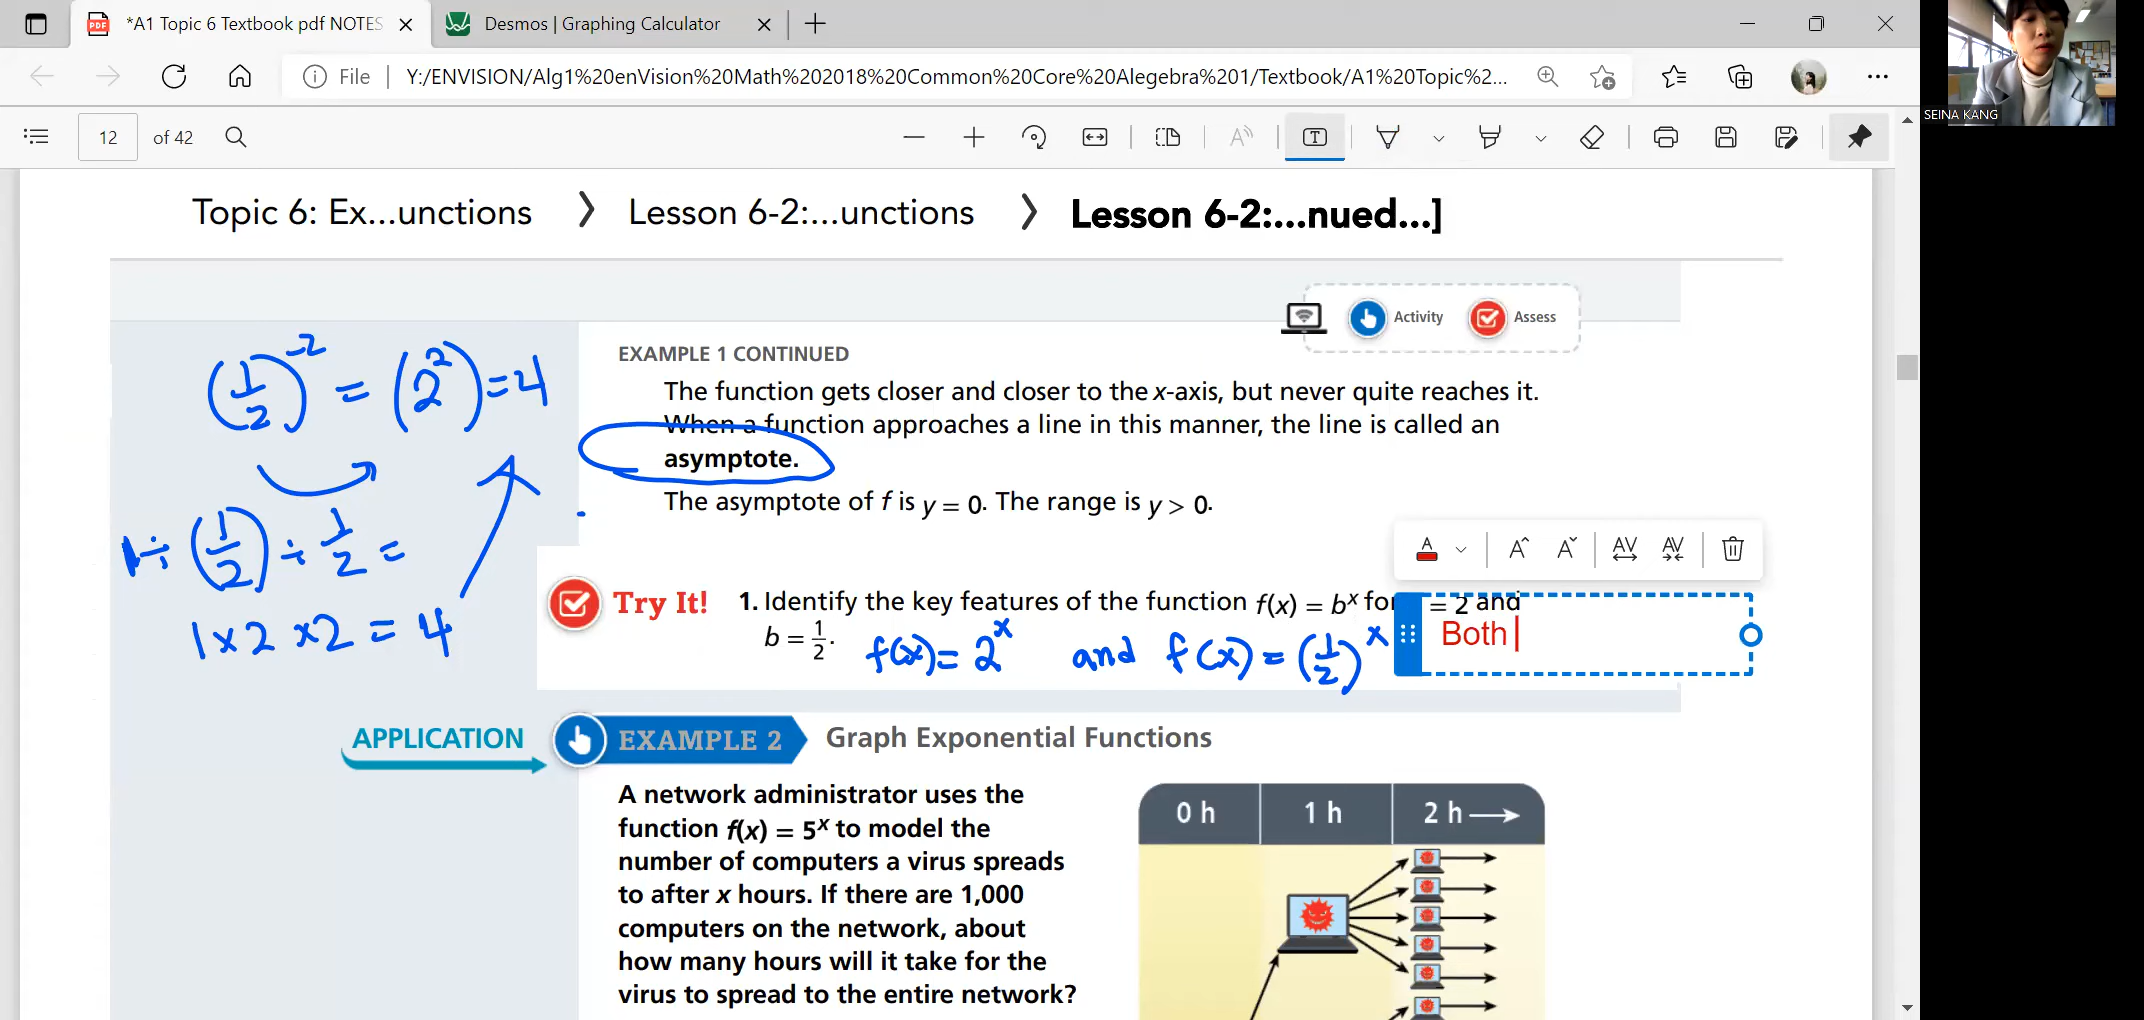 *A1 Topic 6 Textbook pdf NOTES
Desmos | Graphing Calculator
File
Y:/ENVISION/Alg1%20enVision%20Math%202018%20Common%20Core%20Alegebra%201/Textbook/A1%20Topic%2...
SEINA KANG
12 of 42
Topic 6: Ex...unctions > Lesson 6-2:...unctions > Lesson 6-2:...nued...]
Activity
Assess
EXAMPLE 1 CONTINUED
The function gets closer and closer to the x-axis, but never quite reaches it.
When a function approaches a line in this manner, the line is called an
asymptote.
The asymptote of f is y = 0. The range is y > 0.
(1/2)^-2 = (2^2) = 4
1 ÷ (1/2) ÷ 1/2 =
1 x 2 x 2 = 4
Try It!
1. Identify the key features of the function f(x) = b^x for = 2 and
b = 1/2.
f(x) = 2^x and f(x) = (1/2)^x
Both
APPLICATION
EXAMPLE 2
Graph Exponential Functions
A network administrator uses the
function f(x) = 5^x to model the
number of computers a virus spreads
to after x hours. If there are 1,000
computers on the network, about
how many hours will it take for the
virus to spread to the entire network?
0 h
1 h
2 h